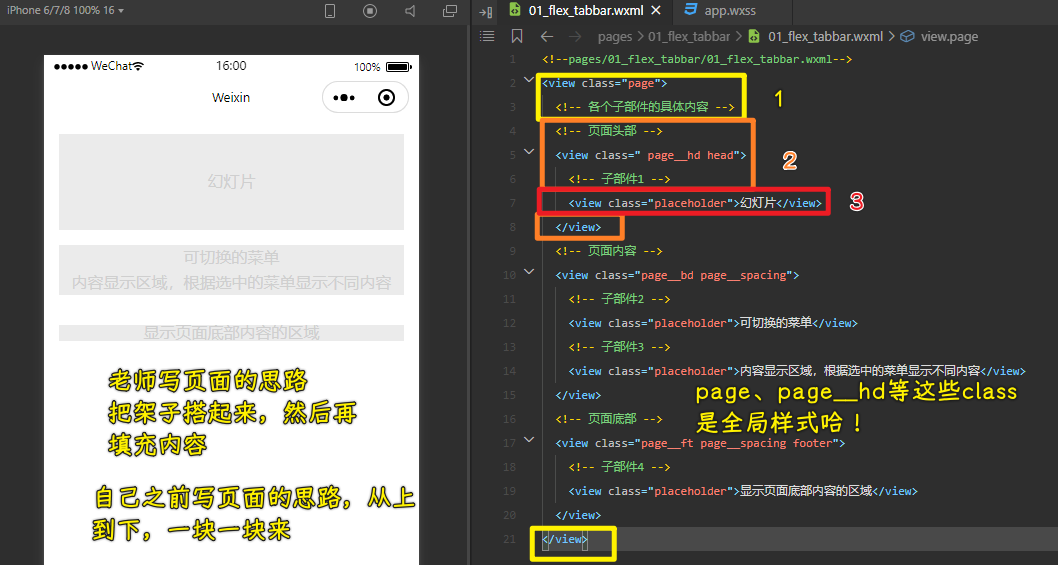 iPhone 6/7/8 100% 16
WeChat
16:00
100%
Weixin
幻灯片
可切换的菜单
内容显示区域，根据选中的菜单显示不同内容
显示页面底部内容的区域
老师写页面的思路
把架子搭起来，然后再
填充内容
自己之前写页面的思路，从上
到下，一块一块来
01_flex_tabbar.wxml
app.wxss
pages > 01_flex_tabbar > 01_flex_tabbar.wxml > view.page
1 <!--pages/01_flex_tabbar/01_flex_tabbar.wxml-->
2 <view class="page">
3 <!-- 各个子部件的具体内容 -->
1
4 <!-- 页面头部 -->
5 <view class=" page__hd head">
2
6 <!-- 子部件1 -->
7 <view class="placeholder">幻灯片</view>
3
8 </view>
9 <!-- 页面内容 -->
10 <view class="page__bd page__spacing">
11 <!-- 子部件2 -->
12 <view class="placeholder">可切换的菜单</view>
13 <!-- 子部件3 -->
14 <view class="placeholder">内容显示区域，根据选中的菜单显示不同内容</view>
15 </view>
page、page__hd等这些class
是全局样式哈！
16 <!-- 页面底部 -->
17 <view class="page__ft page__spacing footer">
18 <!-- 子部件4 -->
19 <view class="placeholder">显示页面底部内容的区域</view>
20 </view>
21 </view>